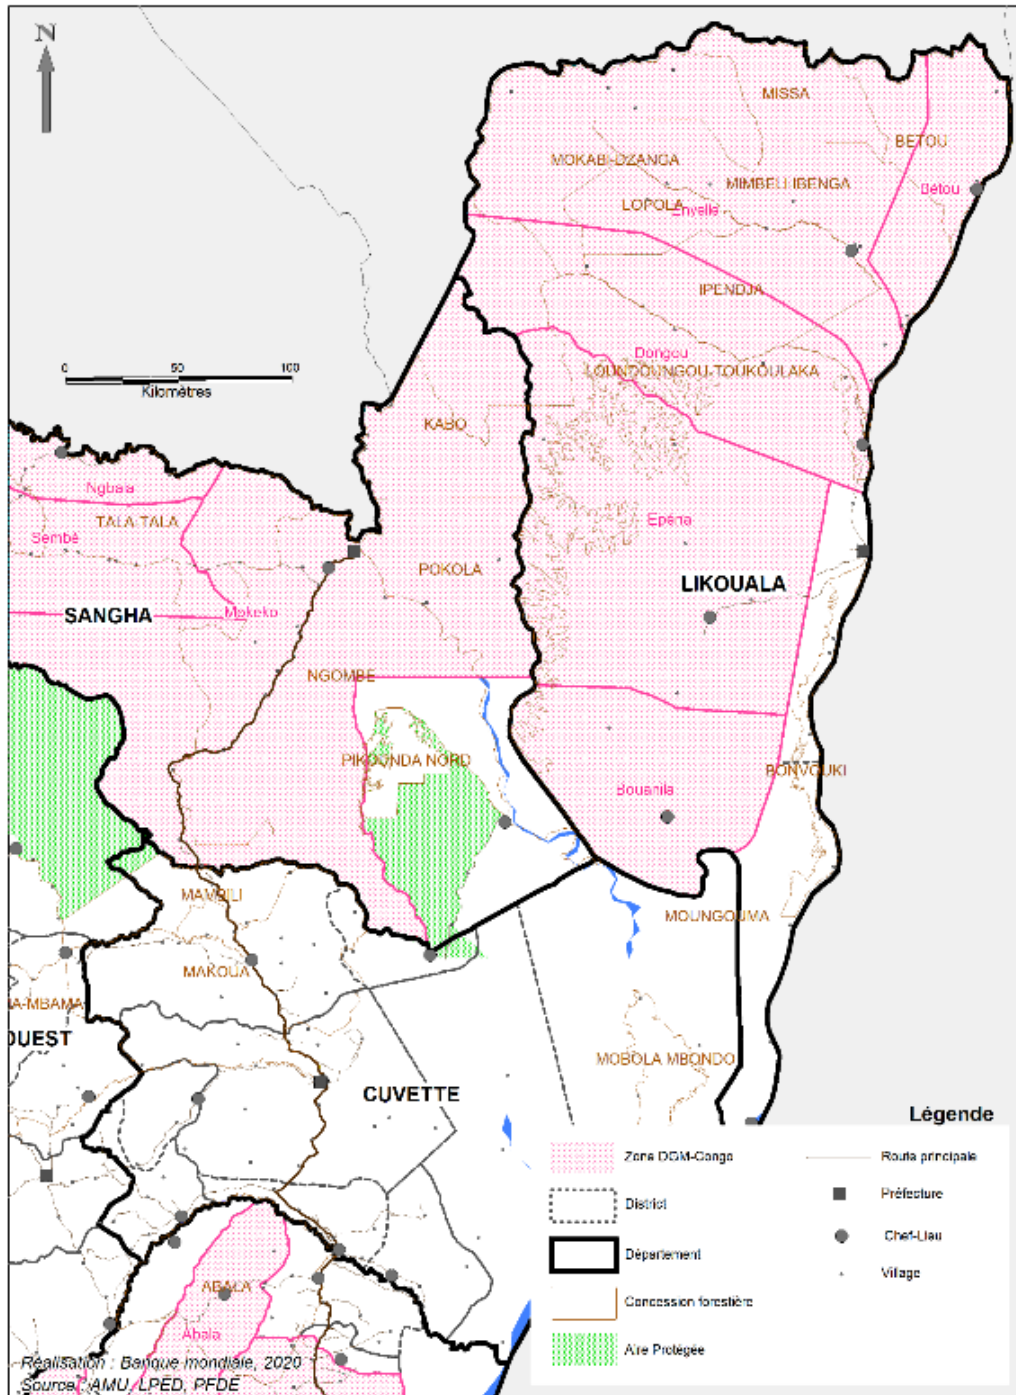 N
MISSA
BETOU
MOKABI-DZANGA
MIMBELI-IBENGA
Bétou
LOPOLA
Enyelle
IPENDJA
0 50 100
Kilomètres
Dongou
LOUNDOUNGOU-TOUKOULAKA
KABO
Ngbala
TALA-TALA
Sembé
Epéna
POKOLA
LIKOUALA
SANGHA
Mokeko
NGOMBE
PIKOUNDA NORD
BONVOUKI
Bouanila
MAMBILI
MOUNGOUMA
MAKOUA
A-MBAMA
OUEST
MOBOLA MBONDO
CUVETTE
Légende
Zone DGM-Congo
Route principale
District
Préfecture
Département
Chef-Lieu
Concession forestière
Village
Aire Protégée
ABALA
Abala
Réalisation : Banque mondiale, 2020
Source : AMU, LPED, PFDE